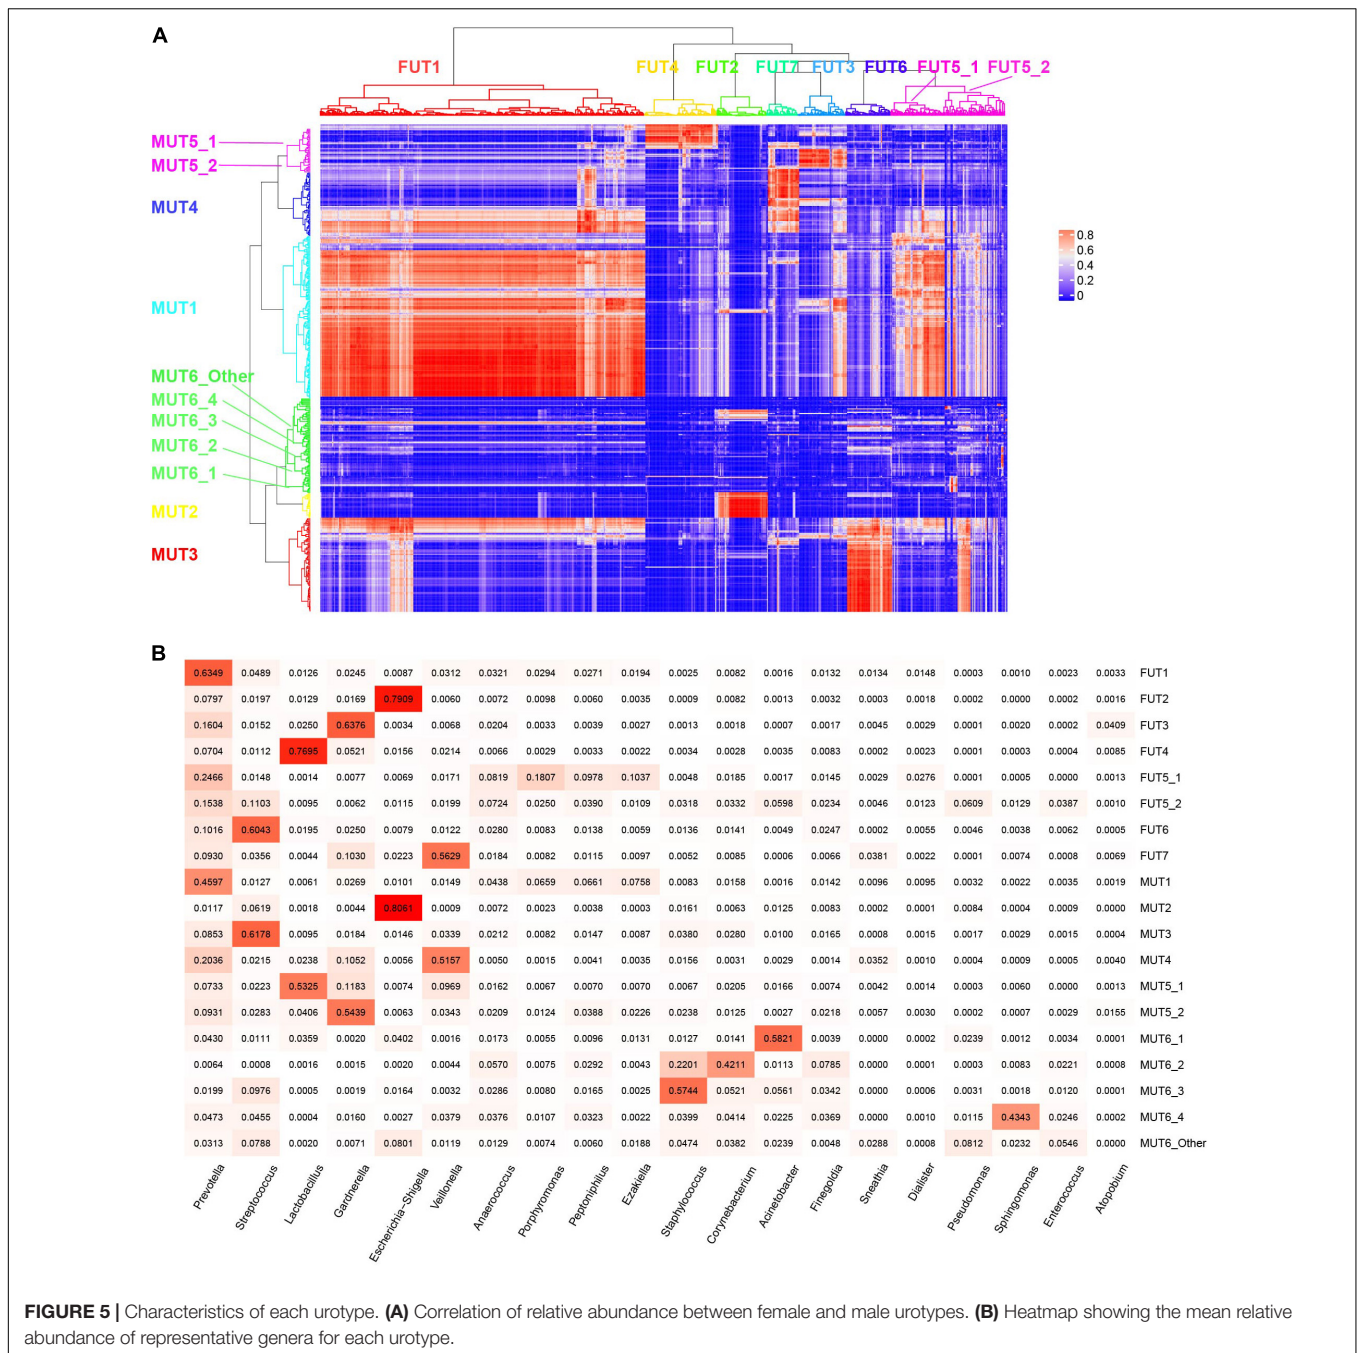 A
FUT1 FUT4 FUT2 FUT7 FUT3 FUT6 FUT5_1 FUT5_2
MUT5_1
MUT5_2
MUT4
MUT1
MUT6_Other
MUT6_4
MUT6_3
MUT6_2
MUT6_1
MUT2
MUT3
0.8
0.6
0.4
0.2
0
B
0.6349 0.0489 0.0126 0.0245 0.0087 0.0312 0.0321 0.0294 0.0271 0.0194 0.0025 0.0082 0.0016 0.0132 0.0134 0.0148 0.0003 0.0010 0.0023 0.0033 FUT1
0.0797 0.0197 0.0129 0.0169 0.7909 0.0060 0.0072 0.0098 0.0060 0.0035 0.0009 0.0082 0.0013 0.0032 0.0003 0.0018 0.0002 0.0000 0.0002 0.0016 FUT2
0.1604 0.0152 0.0250 0.6376 0.0034 0.0068 0.0204 0.0033 0.0039 0.0027 0.0013 0.0018 0.0007 0.0017 0.0045 0.0029 0.0001 0.0020 0.0002 0.0409 FUT3
0.0704 0.0112 0.7695 0.0521 0.0156 0.0214 0.0066 0.0029 0.0033 0.0022 0.0034 0.0028 0.0035 0.0083 0.0002 0.0023 0.0001 0.0003 0.0004 0.0085 FUT4
0.2466 0.0148 0.0014 0.0077 0.0069 0.0171 0.0819 0.1807 0.0978 0.1037 0.0048 0.0185 0.0017 0.0145 0.0029 0.0276 0.0001 0.0005 0.0000 0.0013 FUT5_1
0.1538 0.1103 0.0095 0.0062 0.0115 0.0199 0.0724 0.0250 0.0390 0.0109 0.0318 0.0332 0.0598 0.0234 0.0046 0.0123 0.0609 0.0129 0.0387 0.0010 FUT5_2
0.1016 0.6043 0.0195 0.0250 0.0079 0.0122 0.0280 0.0083 0.0138 0.0059 0.0136 0.0141 0.0049 0.0247 0.0002 0.0055 0.0046 0.0038 0.0062 0.0005 FUT6
0.0930 0.0356 0.0044 0.1030 0.0223 0.5629 0.0184 0.0082 0.0115 0.0097 0.0052 0.0085 0.0006 0.0066 0.0381 0.0022 0.0001 0.0074 0.0008 0.0069 FUT7
0.4597 0.0127 0.0061 0.0269 0.0101 0.0149 0.0438 0.0659 0.0661 0.0758 0.0083 0.0158 0.0016 0.0142 0.0096 0.0095 0.0032 0.0022 0.0035 0.0019 MUT1
0.0117 0.0619 0.0018 0.0044 0.8061 0.0009 0.0072 0.0023 0.0038 0.0003 0.0161 0.0063 0.0125 0.0083 0.0002 0.0001 0.0084 0.0004 0.0009 0.0000 MUT2
0.0853 0.6178 0.0095 0.0184 0.0146 0.0339 0.0212 0.0082 0.0147 0.0087 0.0380 0.0280 0.0100 0.0165 0.0008 0.0015 0.0017 0.0029 0.0015 0.0004 MUT3
0.2036 0.0215 0.0238 0.1052 0.0056 0.5157 0.0050 0.0015 0.0041 0.0035 0.0156 0.0031 0.0029 0.0014 0.0352 0.0010 0.0004 0.0009 0.0005 0.0040 MUT4
0.0733 0.0223 0.5325 0.1183 0.0074 0.0969 0.0162 0.0067 0.0070 0.0070 0.0067 0.0205 0.0166 0.0074 0.0042 0.0014 0.0003 0.0060 0.0000 0.0013 MUT5_1
0.0931 0.0283 0.0406 0.5439 0.0063 0.0343 0.0209 0.0124 0.0388 0.0226 0.0238 0.0125 0.0027 0.0218 0.0057 0.0030 0.0002 0.0007 0.0029 0.0155 MUT5_2
0.0430 0.0111 0.0359 0.0020 0.0402 0.0016 0.0173 0.0055 0.0096 0.0131 0.0127 0.0141 0.5821 0.0039 0.0000 0.0002 0.0239 0.0012 0.0034 0.0001 MUT6_1
0.0064 0.0008 0.0016 0.0015 0.0020 0.0044 0.0570 0.0075 0.0292 0.0043 0.2201 0.4211 0.0113 0.0785 0.0000 0.0001 0.0003 0.0083 0.0221 0.0008 MUT6_2
0.0199 0.0976 0.0005 0.0019 0.0164 0.0032 0.0286 0.0080 0.0165 0.0025 0.5744 0.0521 0.0561 0.0342 0.0000 0.0006 0.0031 0.0018 0.0120 0.0001 MUT6_3
0.0473 0.0455 0.0004 0.0160 0.0027 0.0379 0.0376 0.0107 0.0323 0.0022 0.0399 0.0414 0.0225 0.0369 0.0000 0.0010 0.0115 0.4343 0.0246 0.0002 MUT6_4
0.0313 0.0788 0.0020 0.0071 0.0801 0.0119 0.0129 0.0074 0.0060 0.0188 0.0474 0.0382 0.0239 0.0048 0.0288 0.0008 0.0812 0.0232 0.0546 0.0000 MUT6_Other
Prevotella
Streptococcus
Lactobacillus
Gardnerella
Escherichia−Shigella
Veillonella
Anaerococcus
Porphyromonas
Peptoniphilus
Ezakiella
Staphylococcus
Corynebacterium
Acinetobacter
Finegoldia
Sneathia
Dialister
Pseudomonas
Sphingomonas
Enterococcus
Atopobium
FIGURE 5 | Characteristics of each urotype. (A) Correlation of relative abundance between female and male urotypes. (B) Heatmap showing the mean relative
abundance of representative genera for each urotype.